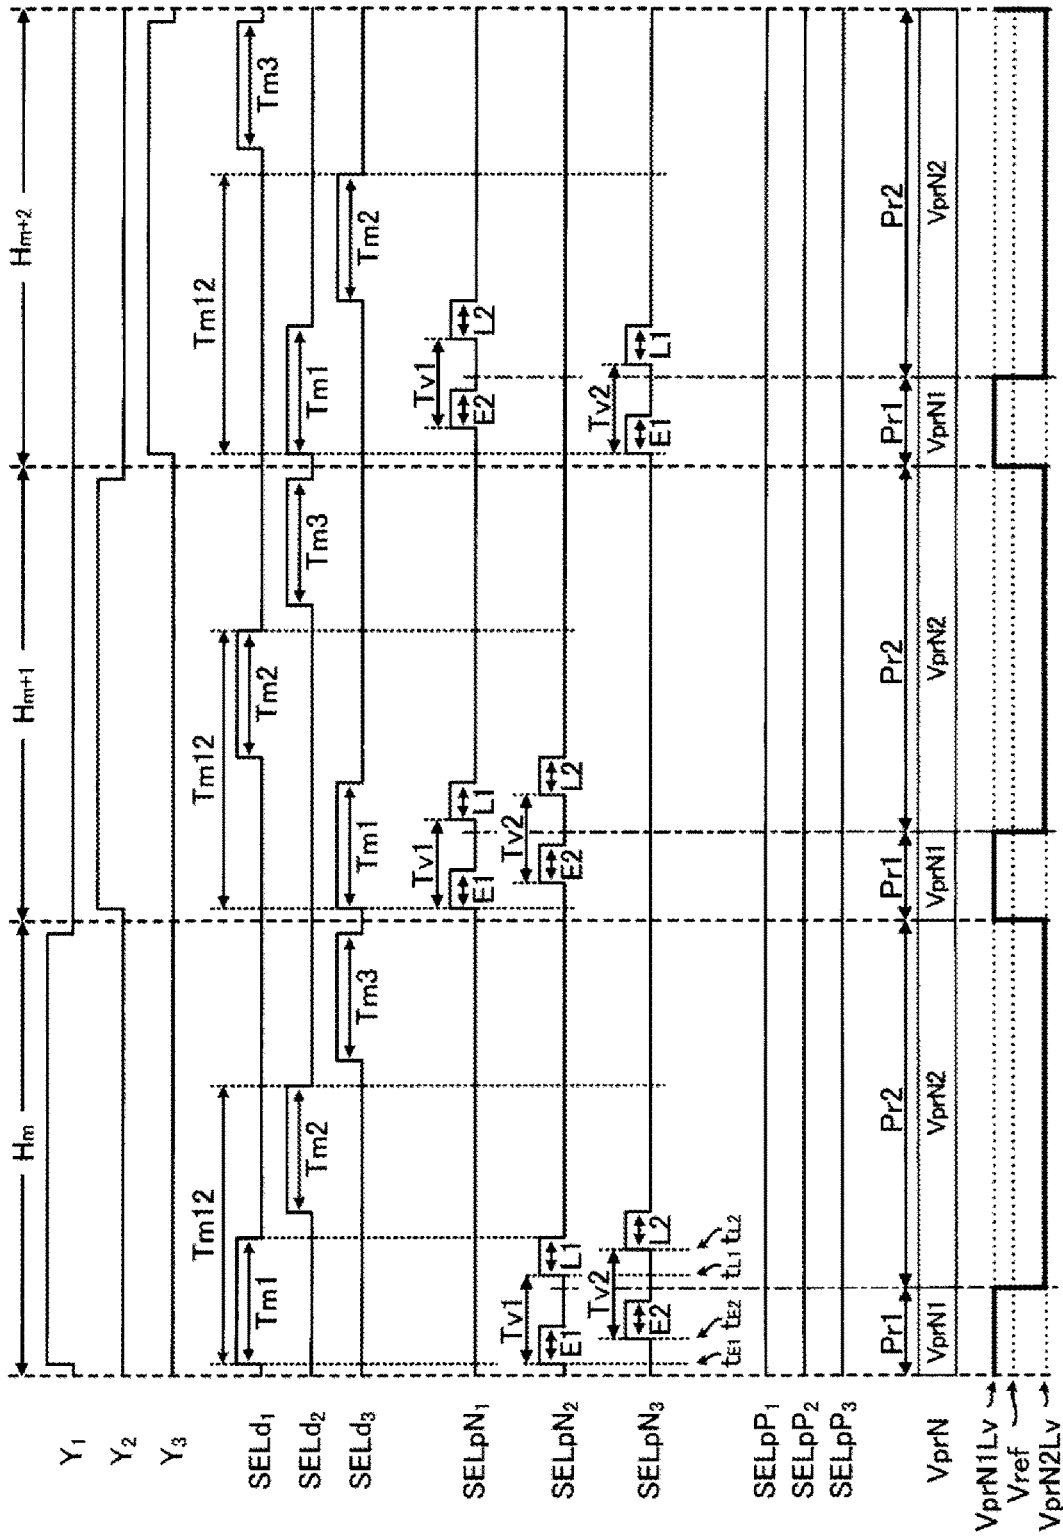 Hm
Hm+1
Hm+2
Y1
Y2
Y3
Tm12
Tm12
Tm12
SELd1
Tm1
Tm2
Tm3
SELd2
Tm2
Tm3
Tm1
SELd3
Tm3
Tm1
Tm2
Tv1
Tv1
SELpN1
E1
L1
E2
L2
Tv1
Tv2
SELpN2
E1
L1
E2
L2
Tv2
Tv2
SELpN3
E2
L2
E1
L1
tE1 tE2 tL1 tL2
SELpP1
SELpP2
SELpP3
Pr1
Pr2
Pr1
Pr2
Pr1
Pr2
VprN
VprN1
VprN2
VprN1
VprN2
VprN1
VprN2
VprN1Lv
Vref
VprN2Lv